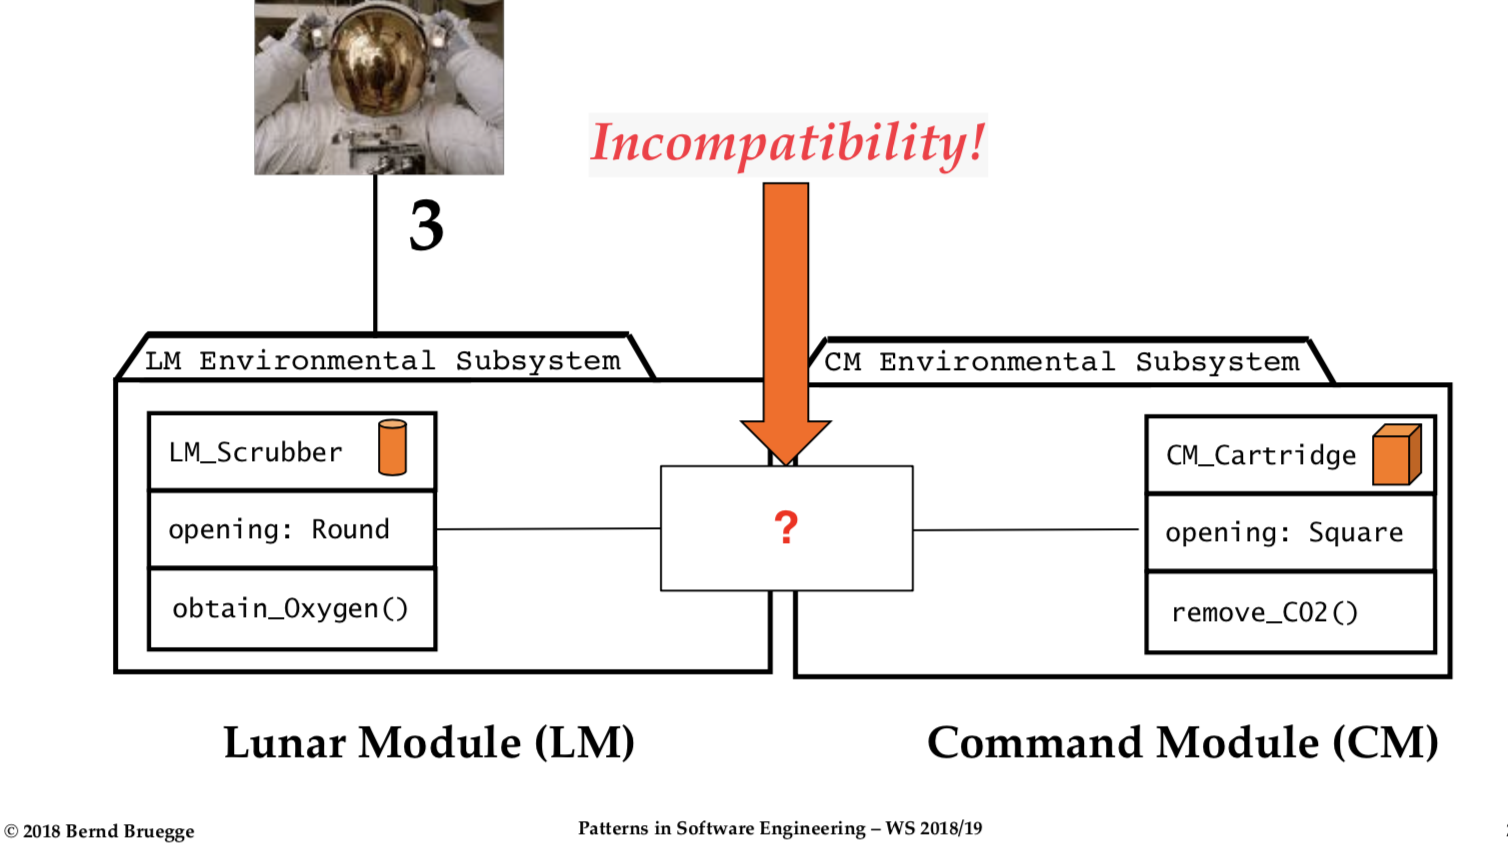 Incompatibility!
3
LM Environmental Subsystem
CM Environmental Subsystem
LM_Scrubber
opening: Round
obtain_Oxygen()
?
CM_Cartridge
opening: Square
remove_CO2()
Lunar Module (LM)
Command Module (CM)
© 2018 Bernd Bruegge
Patterns in Software Engineering – WS 2018/19